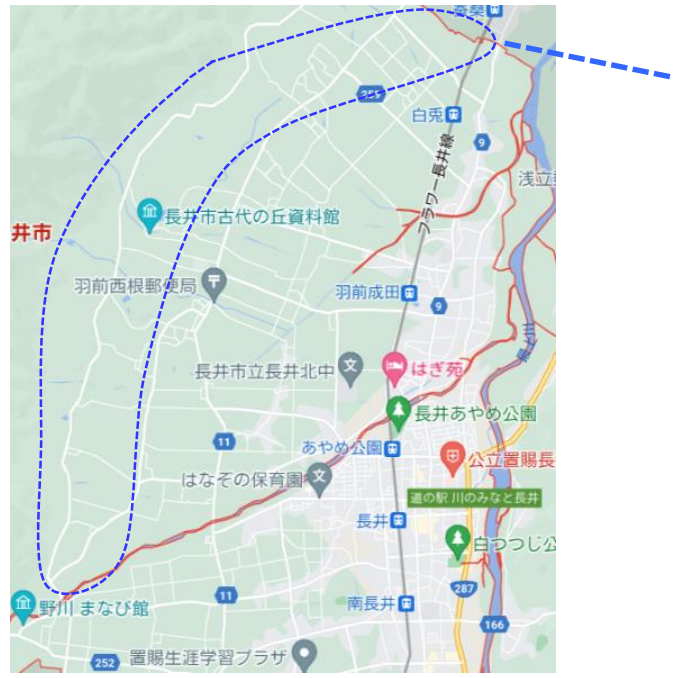 蚕桑
255
白兎
9
フラワー長井線
浅立
長井市古代の丘資料館
井市
羽前西根郵便局
羽前成田
9
長井市立長井北中
はぎ苑
長井あやめ公園
11
あやめ公園
公立置賜長
はなぞの保育園
道の駅 川のみなと長井
長井
白つつじ公
287
野川 まなび館
11
南長井
166
252
置賜生涯学習プラザ